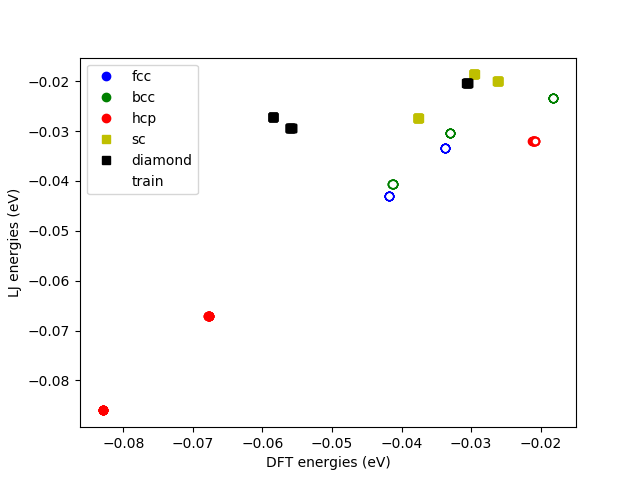 fcc
bcc
hcp
sc
diamond
train
−0.02
−0.03
−0.04
−0.05
−0.06
−0.07
−0.08
LJ energies (eV)
−0.08 −0.07 −0.06 −0.05 −0.04 −0.03 −0.02
DFT energies (eV)